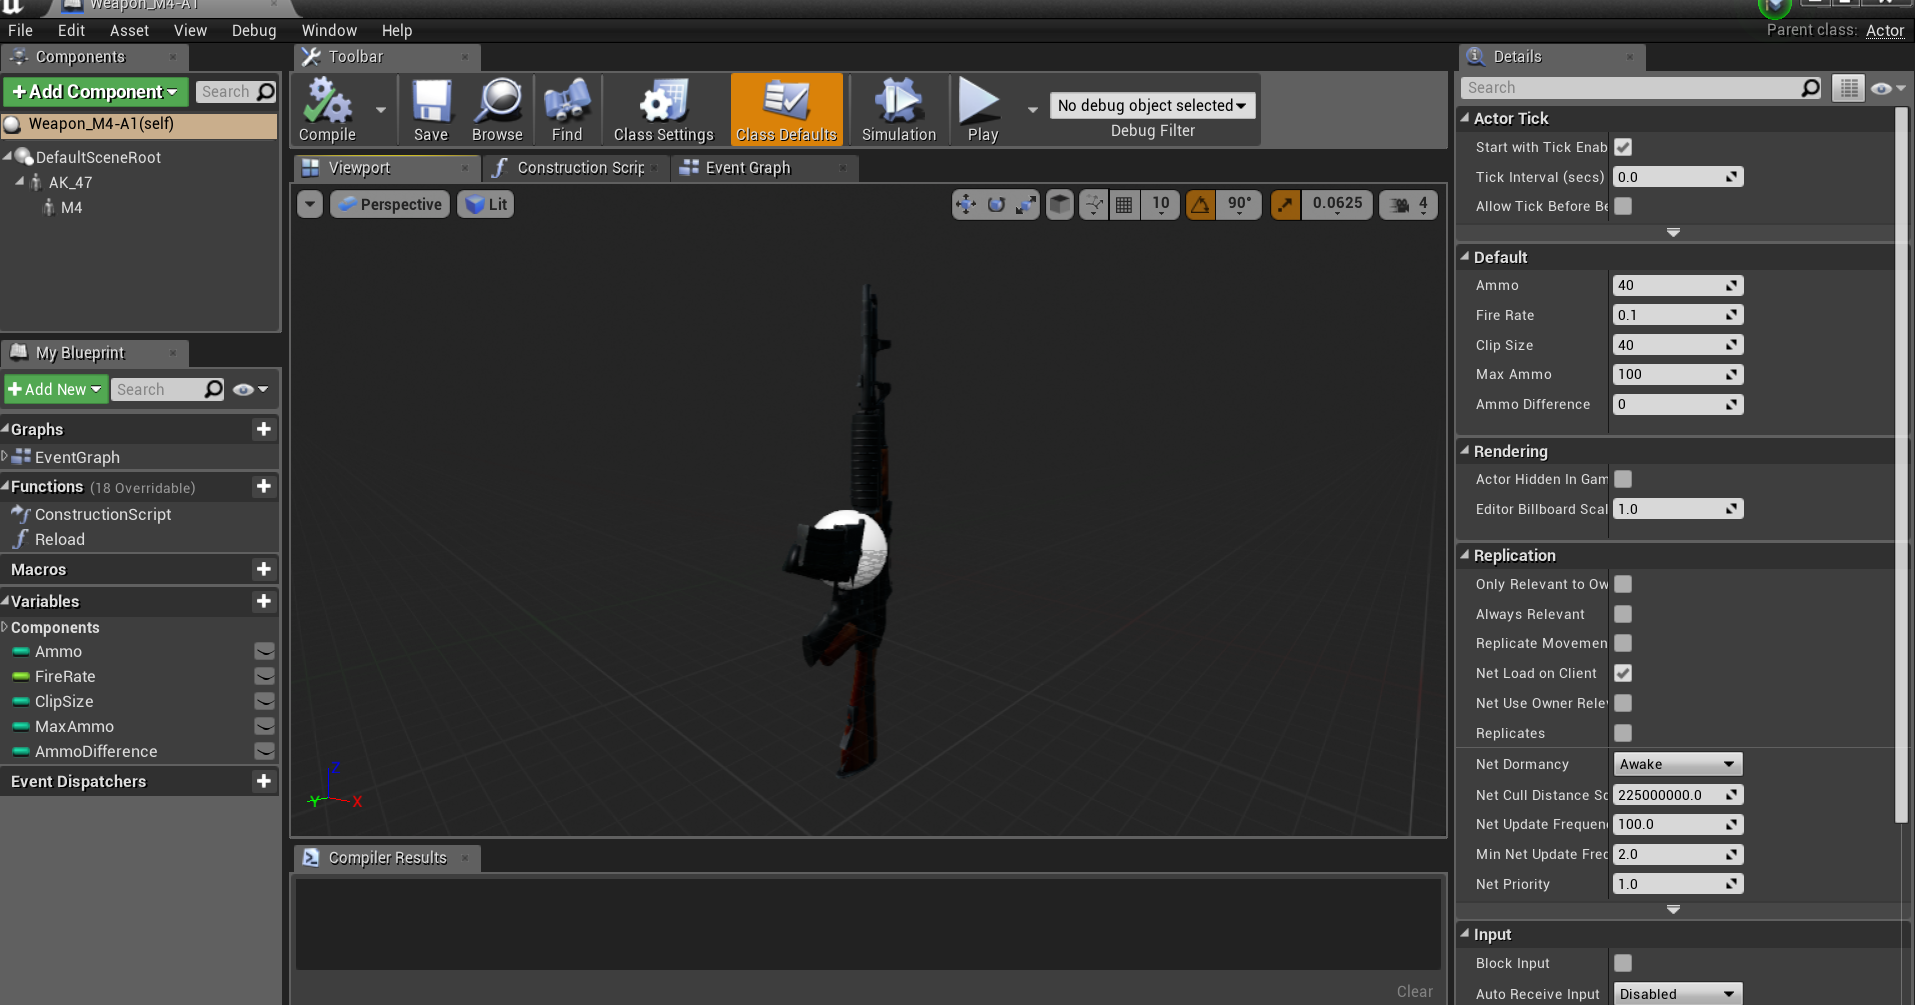 Weapon_M4-A1
File Edit Asset View Debug Window Help
Parent class: Actor
Components
+Add Component
Search
Weapon_M4-A1(self)
DefaultSceneRoot
AK_47
M4
My Blueprint
+Add New
Search
Graphs
EventGraph
Functions (18 Overridable)
ConstructionScript
Reload
Macros
Variables
Components
Ammo
FireRate
ClipSize
MaxAmmo
AmmoDifference
Event Dispatchers
Toolbar
Compile Save Browse Find Class Settings Class Defaults Simulation Play
No debug object selected
Debug Filter
Viewport Construction Scrip Event Graph
Perspective Lit 10 90° 0.0625 4
Z
Y X
Compiler Results
Clear
Details
Search
Actor Tick
Start with Tick Enab
Tick Interval (secs) 0.0
Allow Tick Before Be
Default
Ammo 40
Fire Rate 0.1
Clip Size 40
Max Ammo 100
Ammo Difference 0
Rendering
Actor Hidden In Gam
Editor Billboard Scal 1.0
Replication
Only Relevant to Ow
Always Relevant
Replicate Movemen
Net Load on Client
Net Use Owner Rele
Replicates
Net Dormancy Awake
Net Cull Distance Sq 225000000.0
Net Update Frequen 100.0
Min Net Update Fre 2.0
Net Priority 1.0
Input
Block Input
Auto Receive Input Disabled